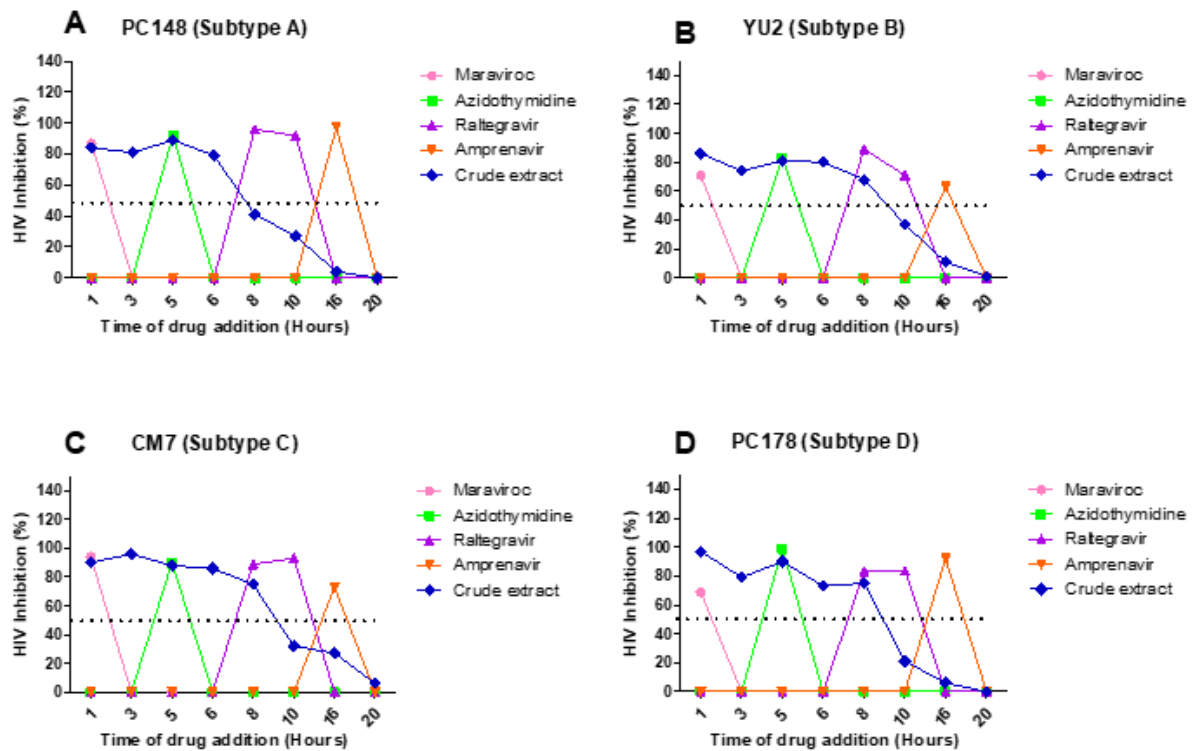 A
PC148 (Subtype A)
HIV Inhibition (%)
140
120
100
80
60
40
20
0
1 3 5 6 8 10 16 20
Time of drug addition (Hours)
Maraviroc
Azidothymidine
Raltegravir
Amprenavir
Crude extract
B
YU2 (Subtype B)
HIV Inhibition (%)
140
120
100
80
60
40
20
0
1 3 5 6 8 10 16 20
Time of drug addition (Hours)
Maraviroc
Azidothymidine
Raltegravir
Amprenavir
Crude extract
C
CM7 (Subtype C)
HIV Inhibition (%)
140
120
100
80
60
40
20
0
1 3 5 6 8 10 16 20
Time of drug addition (Hours)
Maraviroc
Azidothymidine
Raltegravir
Amprenavir
Crude extract
D
PC178 (Subtype D)
HIV Inhibition (%)
140
120
100
80
60
40
20
0
1 3 5 6 8 10 16 20
Time of drug addition (Hours)
Maraviroc
Azidothymidine
Raltegravir
Amprenavir
Crude extract